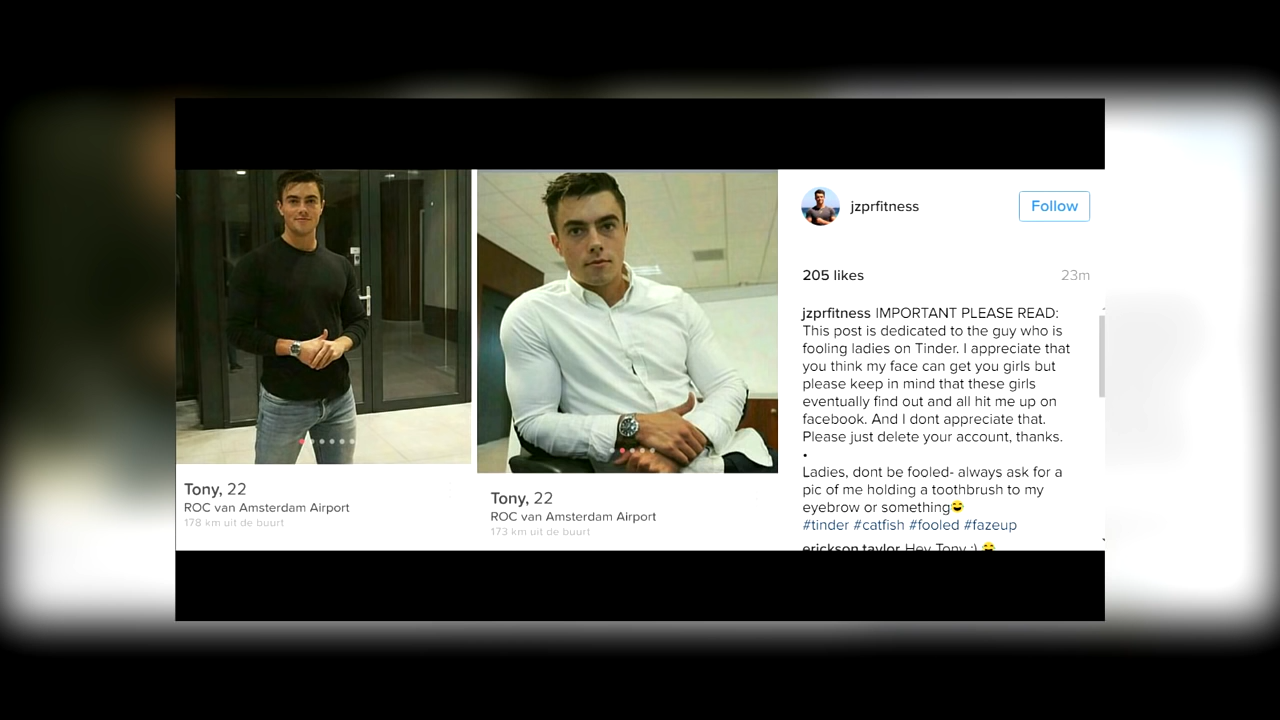 Tony, 22
ROC van Amsterdam Airport
178 km uit de buurt
Tony, 22
ROC van Amsterdam Airport
173 km uit de buurt
jzprfitness
Follow
205 likes
23m
jzprfitness IMPORTANT PLEASE READ:
This post is dedicated to the guy who is
fooling ladies on Tinder. I appreciate that
you think my face can get you girls but
please keep in mind that these girls
eventually find out and all hit me up on
facebook. And I dont appreciate that.
Please just delete your account, thanks.
•
Ladies, dont be fooled- always ask for a
pic of me holding a toothbrush to my
eyebrow or something😄
#tinder #catfish #fooled #fazeup
erickson.taylor Hey Tony ;) 😄